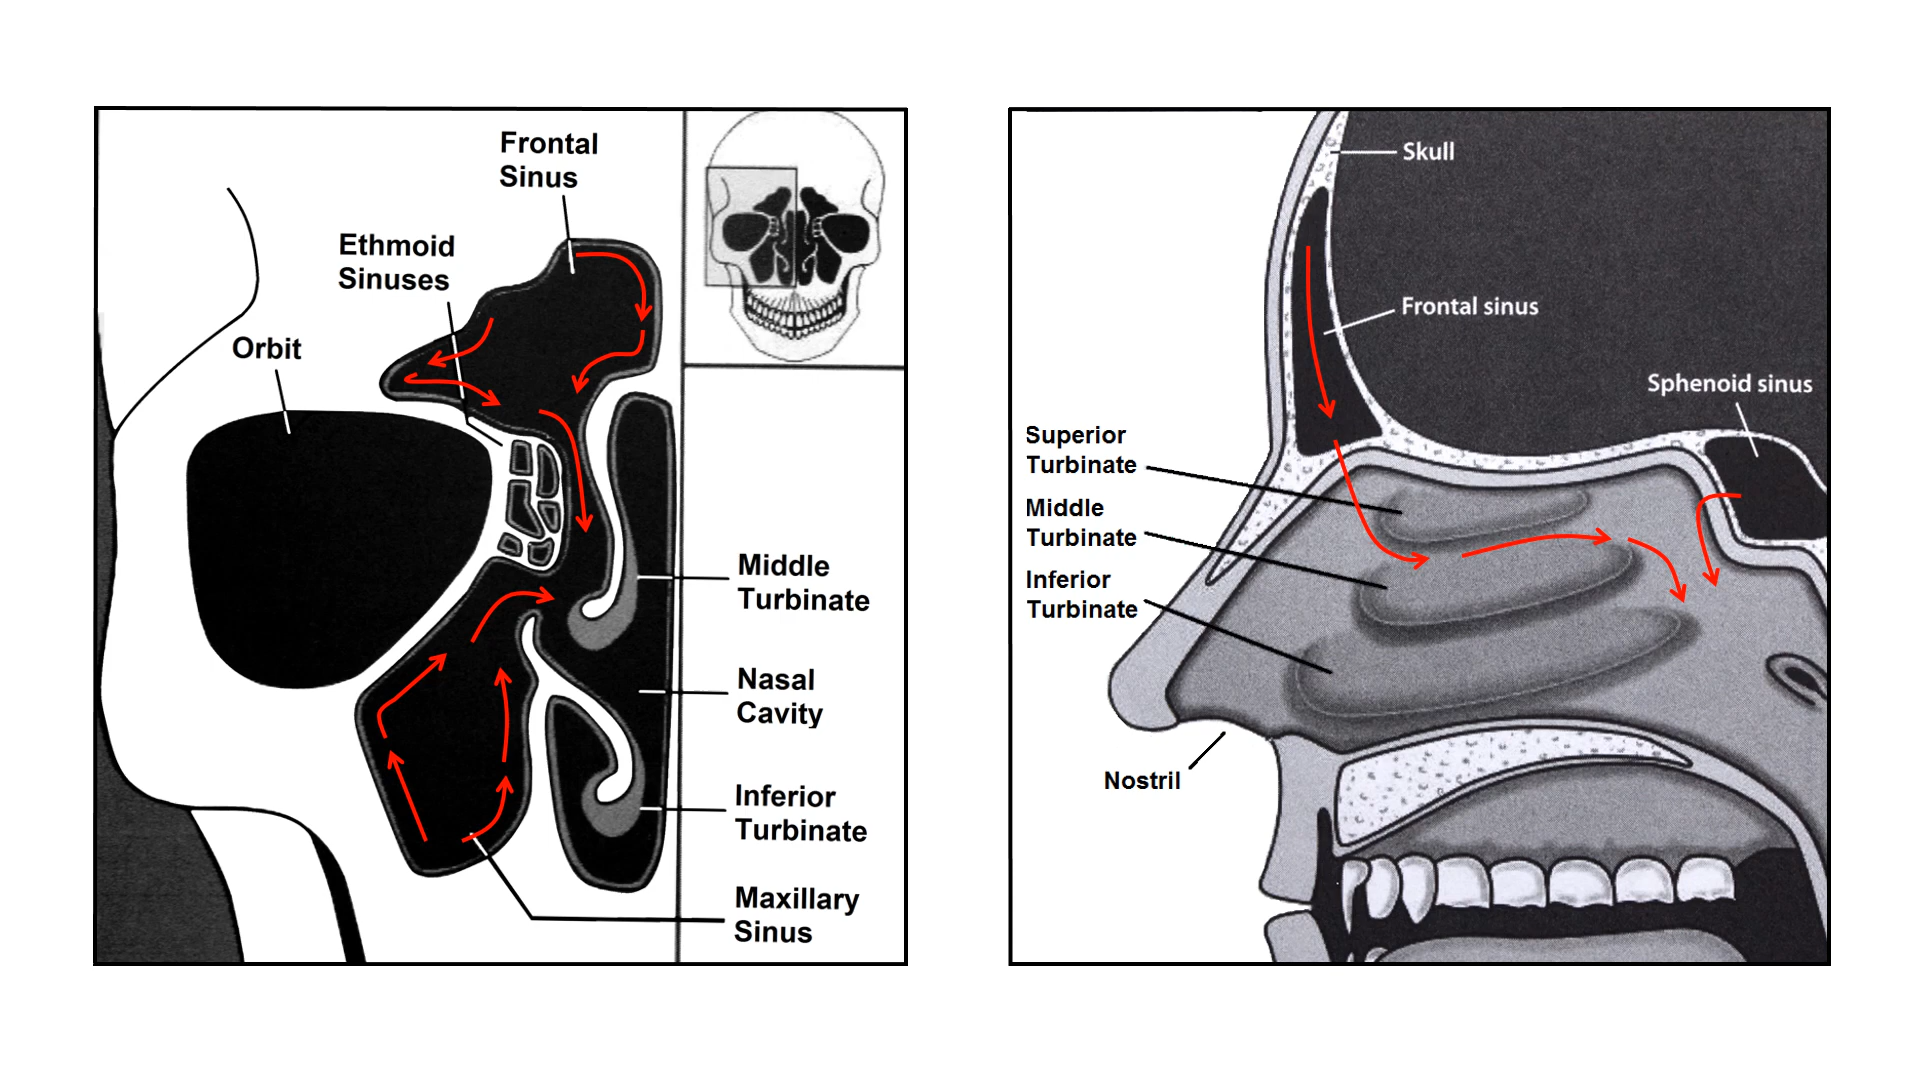 Frontal
Sinus
Ethmoid
Sinuses
Orbit
Middle
Turbinate
Nasal
Cavity
Inferior
Turbinate
Maxillary
Sinus
Skull
Frontal sinus
Sphenoid sinus
Superior
Turbinate
Middle
Turbinate
Inferior
Turbinate
Nostril